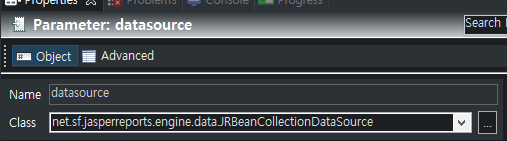 Properties Problems Console Progress
Parameter: datasource
Search
Object Advanced
Name datasource
Class net.sf.jasperreports.engine.data.JRBeanCollectionDataSource ...